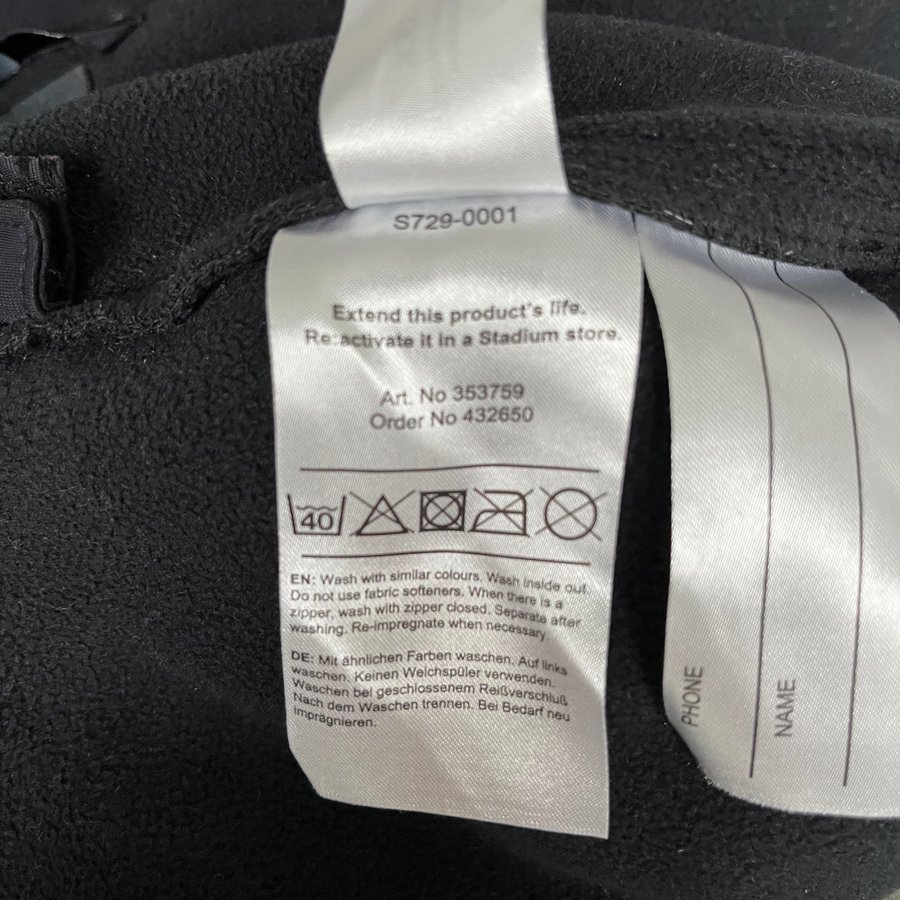 S729-0001
Extend this product's life.
Re:activate it in a Stadium store.
Art. No 353759
Order No 432650
40
EN: Wash with similar colours. Wash inside out.
Do not use fabric softeners. When there is a
zipper, wash with zipper closed. Separate after
washing. Re-impregnate when necessary.
DE: Mit ähnlichen Farben waschen. Auf links
waschen. Keinen Weichspüler verwenden.
Waschen bei geschlossenem Reißverschluß
Nach dem Waschen trennen. Bei Bedarf neu
imprägnieren.
PHONE
NAME